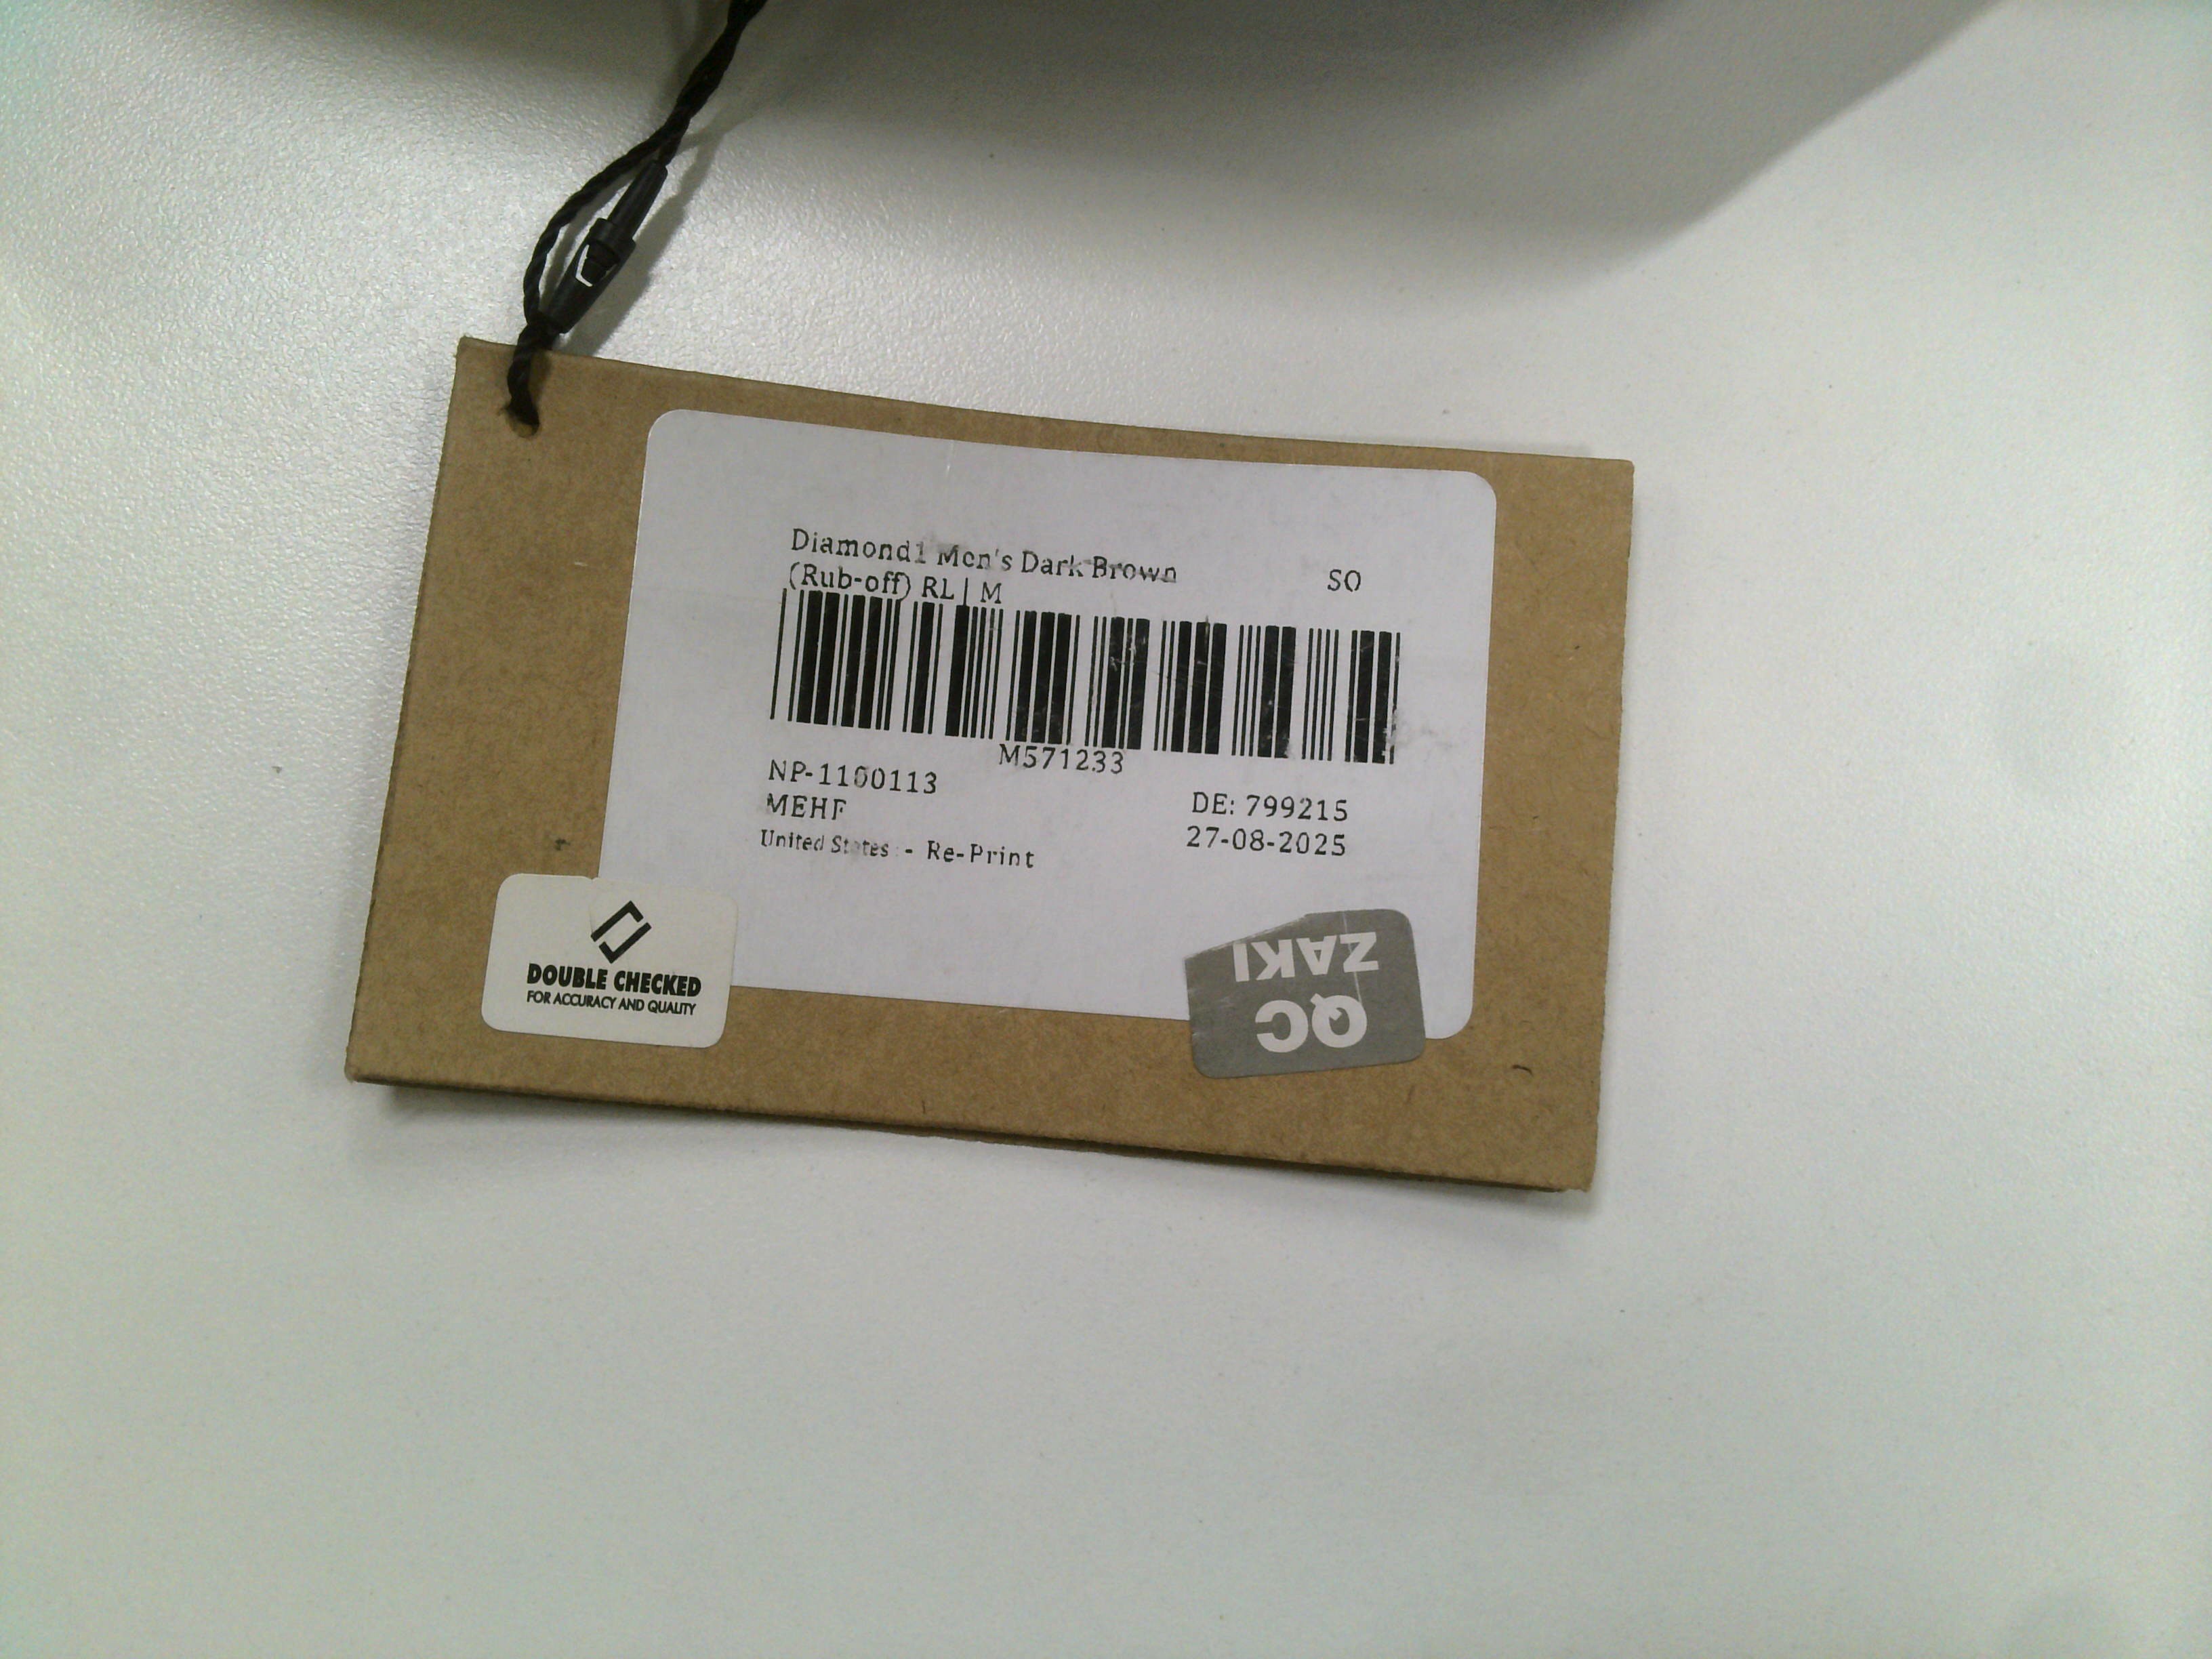 Diamond1 Men's Dark Brown
(Rub-off) RL | M
SO
M571233
NP-1100113
MEHF
United States - Re-Print
DE: 799215
27-08-2025
DOUBLE CHECKED
FOR ACCURACY AND QUALITY
QC
ZAKI